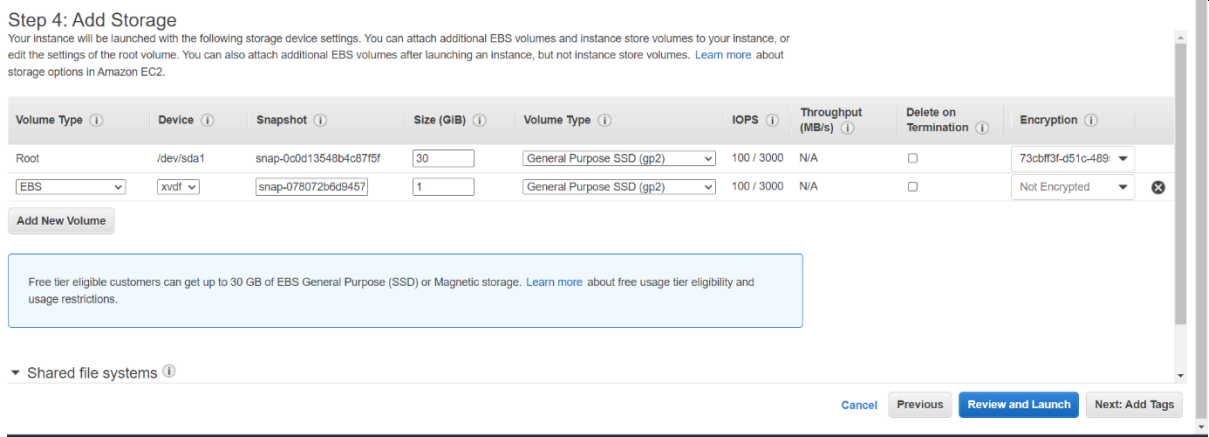 Step 4: Add Storage
Your instance will be launched with the following storage device settings. You can attach additional EBS volumes and instance store volumes to your instance, or
edit the settings of the root volume. You can also attach additional EBS volumes after launching an instance, but not instance store volumes. Learn more about
storage options in Amazon EC2.
Volume Type Device Snapshot Size (GiB) Volume Type IOPS Throughput (MB/s) Delete on Termination Encryption
Root /dev/sda1 snap-0c0d13548b4c87f5f 30 General Purpose SSD (gp2) 100 / 3000 N/A 73cbff3f-d51c-489
EBS xvdf snap-078072b6d9457 1 General Purpose SSD (gp2) 100 / 3000 N/A Not Encrypted
Add New Volume
Free tier eligible customers can get up to 30 GB of EBS General Purpose (SSD) or Magnetic storage. Learn more about free usage tier eligibility and
usage restrictions.
Shared file systems
Cancel Previous Review and Launch Next: Add Tags